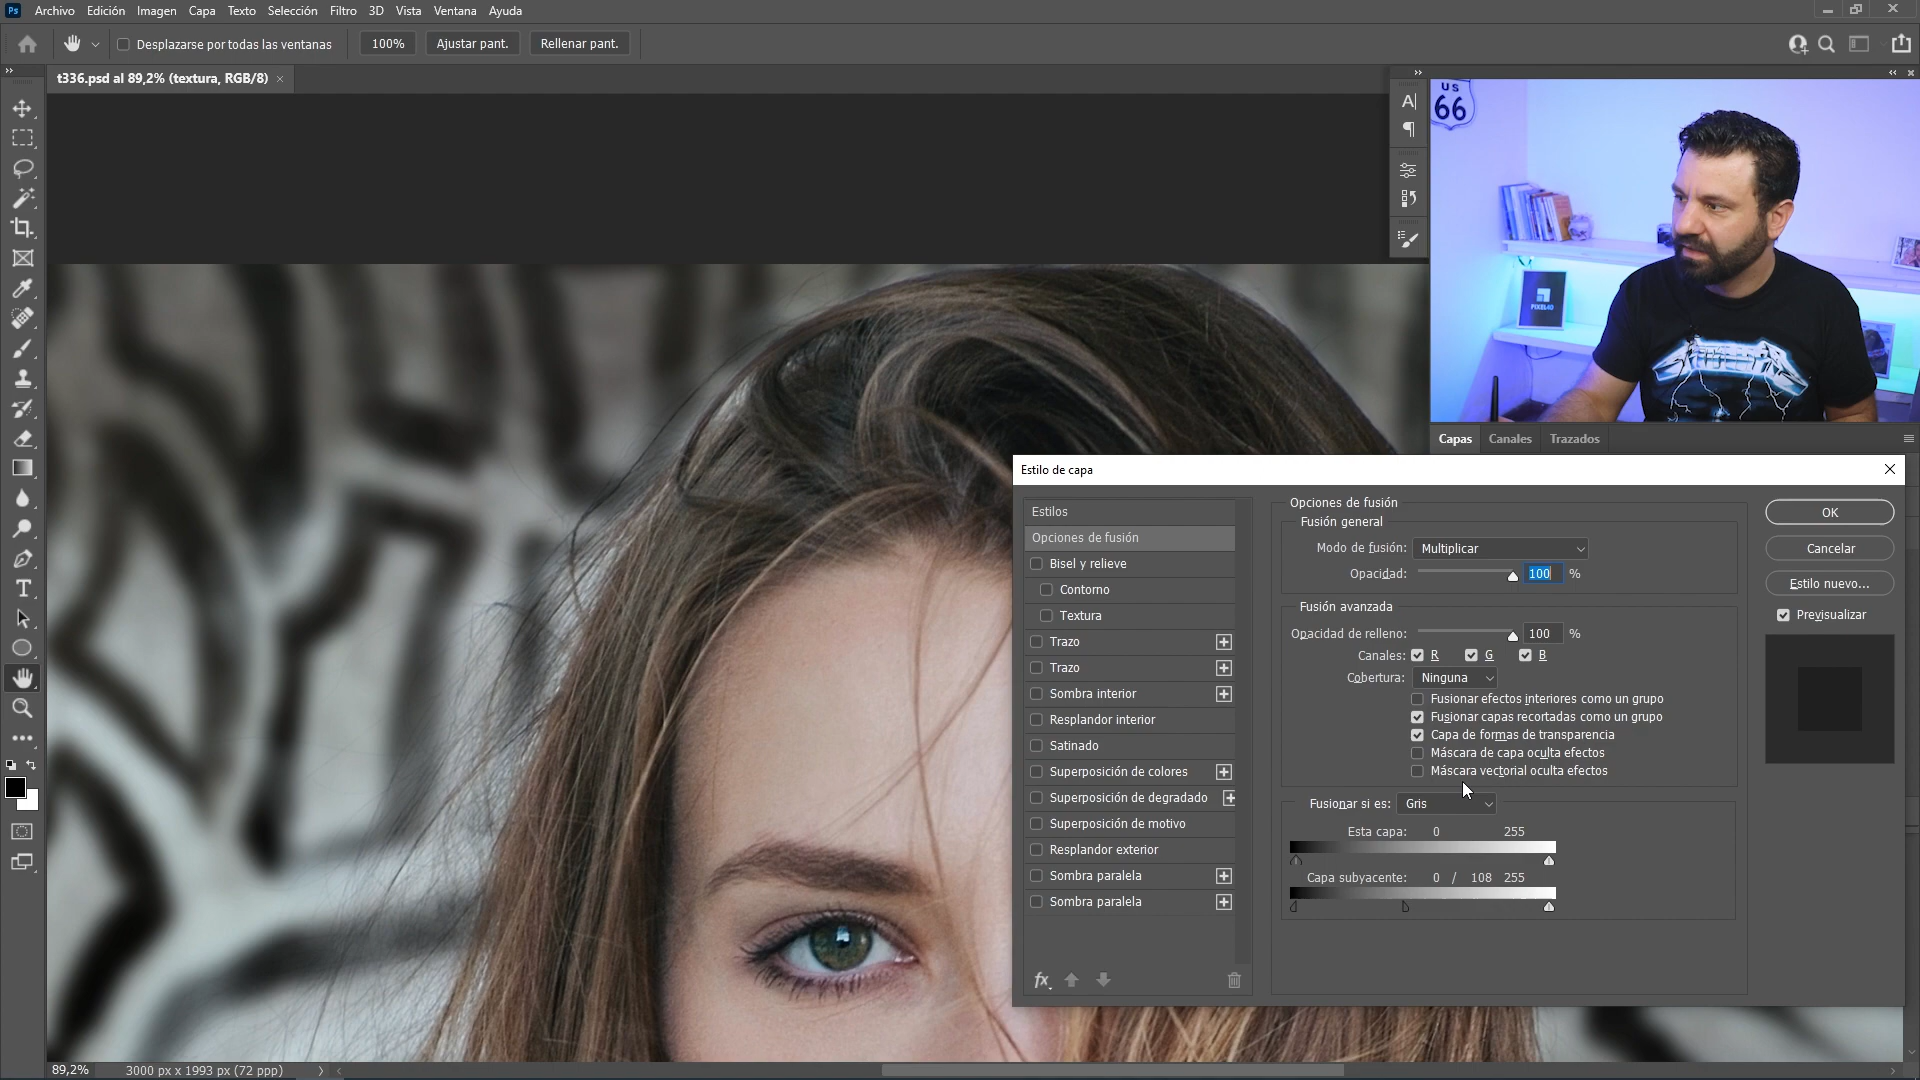 Ps Archivo Edición Imagen Capa Texto Selección Filtro 3D Vista Ventana Ayuda
Desplazarse por todas las ventanas 100% Ajustar pant. Rellenar pant.
t336.psd al 89,2% (textura, RGB/8) ×
US
66
PIXEL40
METALLICA
Capas Canales Trazados
Estilo de capa
Estilos
Opciones de fusión
Bisel y relieve
Contorno
Textura
Trazo
Trazo
Sombra interior
Resplandor interior
Satinado
Superposición de colores
Superposición de degradado
Superposición de motivo
Resplandor exterior
Sombra paralela
Sombra paralela
fx
Opciones de fusión
Fusión general
Modo de fusión: Multiplicar
Opacidad: 100 %
Fusión avanzada
Opacidad de relleno: 100 %
Canales: R G B
Cobertura: Ninguna
Fusionar efectos interiores como un grupo
Fusionar capas recortadas como un grupo
Capa de formas de transparencia
Máscara de capa oculta efectos
Máscara vectorial oculta efectos
Fusionar si es: Gris
Esta capa: 0 255
Capa subyacente: 0 / 108 255
OK
Cancelar
Estilo nuevo...
Previsualizar
89,2% 3000 px x 1993 px (72 ppp)